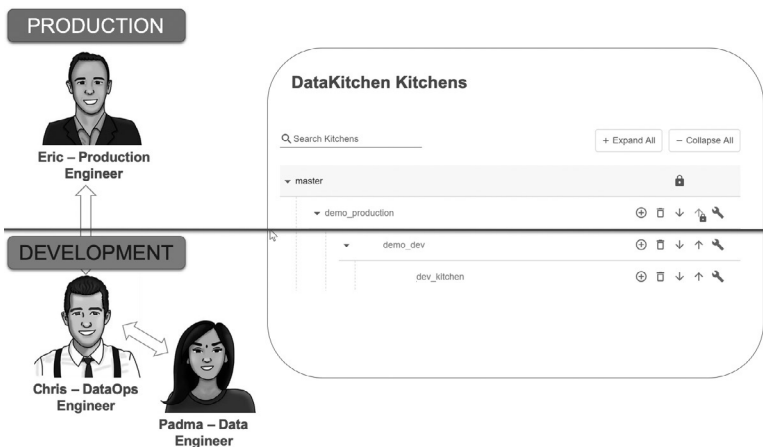 PRODUCTION
Eric – Production
Engineer
DEVELOPMENT
Chris – DataOps
Engineer
Padma – Data
Engineer
DataKitchen Kitchens
Search Kitchens
+ Expand All
− Collapse All
master
demo_production
demo_dev
dev_kitchen